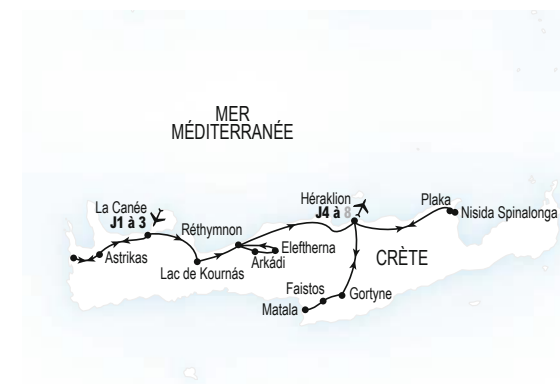 MER
MÉDITERRANÉE
La Canée
J1 à 3
Héraklion
J4 à 8
Plaka
Nisida Spinalonga
Réthymnon
Eleftherna
Astrikas
Arkádi
CRÈTE
Lac de Kournás
Faistos
Gortyne
Matala